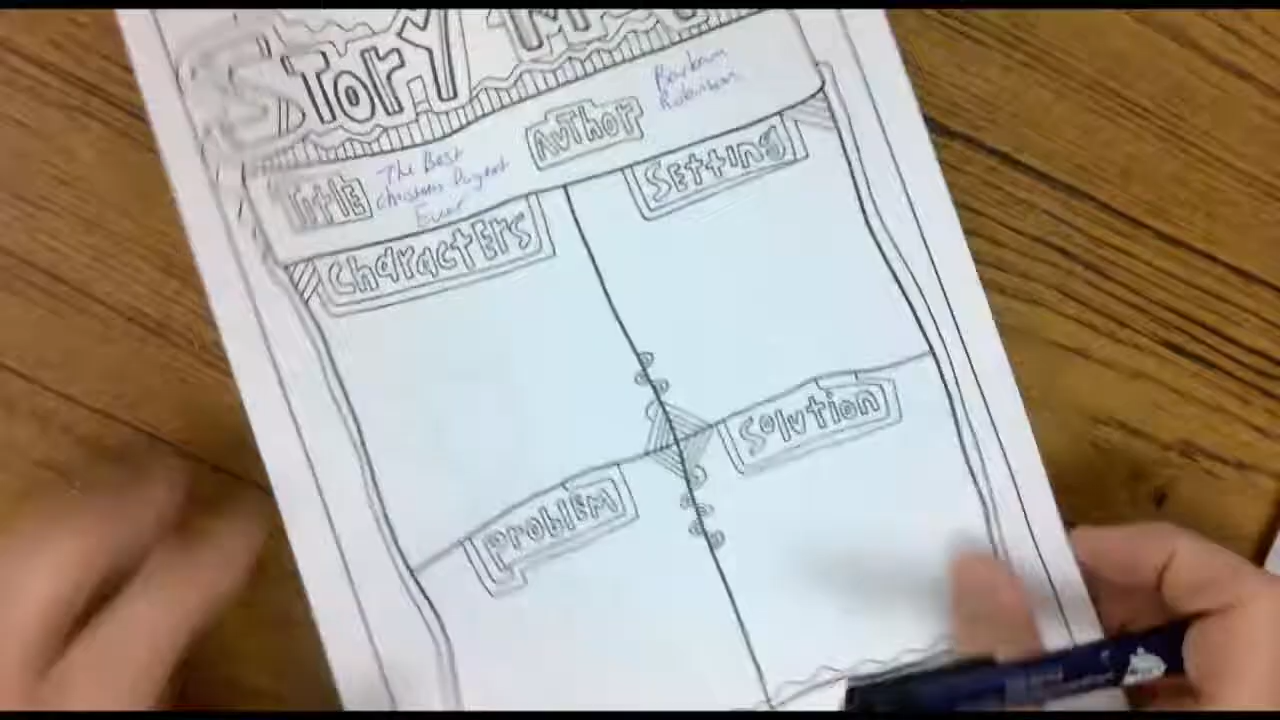 Story
Author
Barbara
Robinson
Title
The Best
Christmas Pageant
Ever
Setting
Characters
Solution
Problem